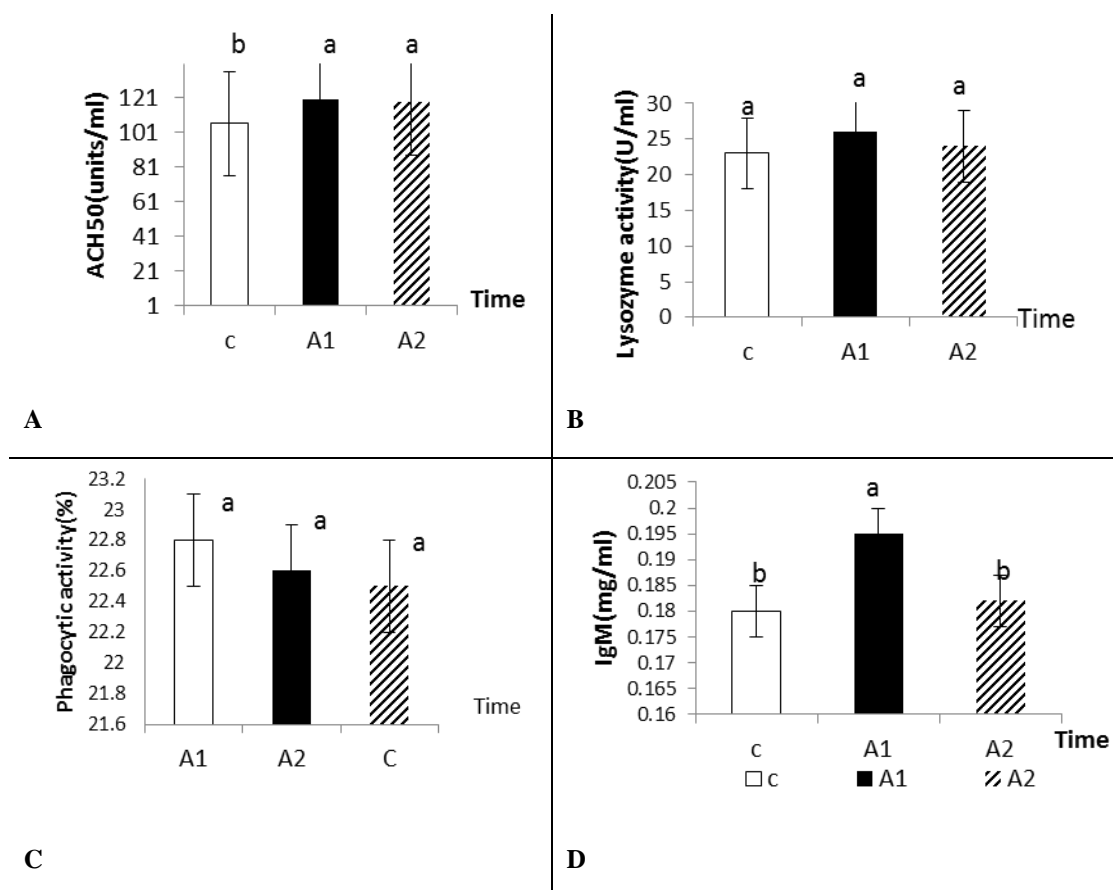 b a a
ACH50(units/ml)
121
101
81
61
41
21
1
Time
c A1 A2
A
a a a
Lysozyme activity(U/ml)
30
25
20
15
10
5
0
Time
c A1 A2
B
Phagocytic activity(%)
23.2
23
22.8
22.6
22.4
22.2
22
21.8
21.6
a a a
Time
A1 A2 C
C
IgM(mg/ml)
0.205
0.2
0.195
0.19
0.185
0.18
0.175
0.17
0.165
0.16
b a b
Time
c A1 A2
c A1 A2
D